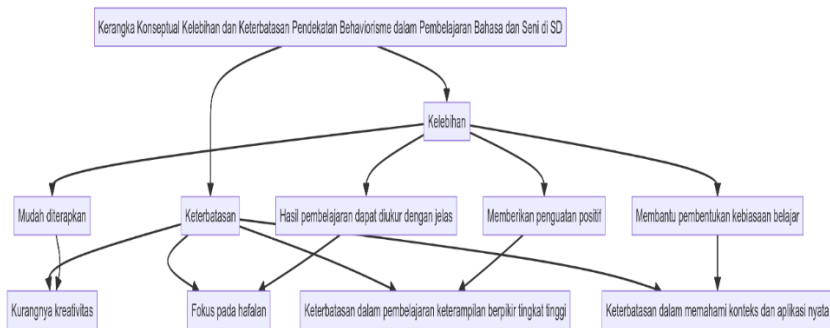 Kerangka Konseptual Kelebihan dan Keterbatasan Pendekatan Behaviorisme dalam Pembelajaran Bahasa dan Seni di SD
Kelebihan
Mudah diterapkan
Keterbatasan
Hasil pembelajaran dapat diukur dengan jelas
Memberikan penguatan positif
Membantu pembentukan kebiasaan belajar
Kurangnya kreativitas
Fokus pada hafalan
Keterbatasan dalam pembelajaran keterampilan berpikir tingkat tinggi
Keterbatasan dalam memahami konteks dan aplikasi nyata